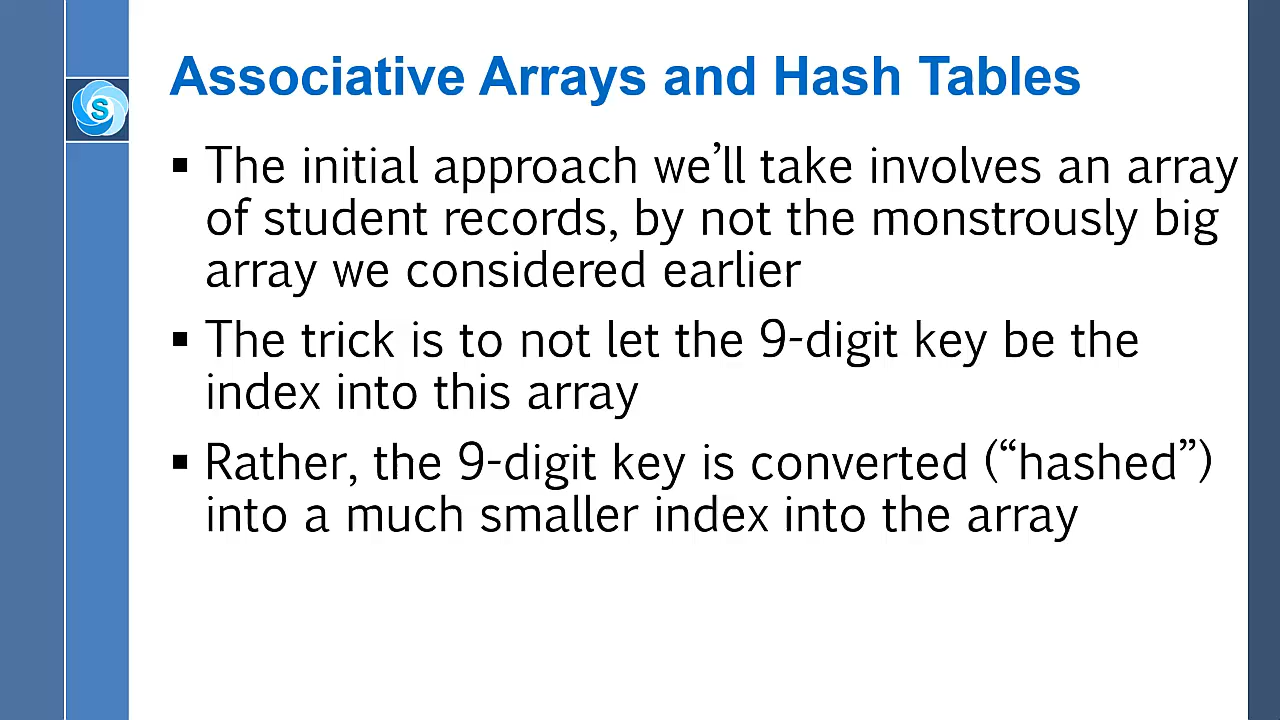 Associative Arrays and Hash Tables
S
▪ The initial approach we’ll take involves an array
of student records, by not the monstrously big
array we considered earlier
▪ The trick is to not let the 9-digit key be the
index into this array
▪ Rather, the 9-digit key is converted (“hashed”)
into a much smaller index into the array